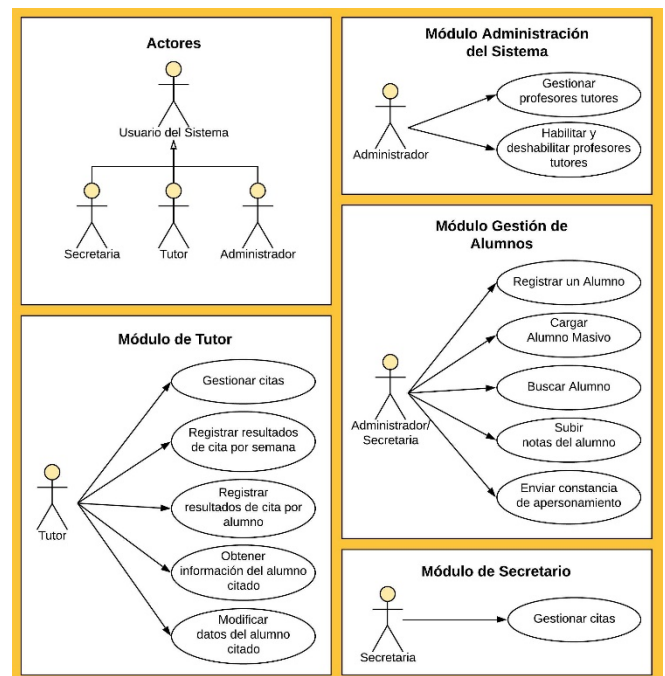 Actores
Usuario del Sistema
Secretaria
Tutor
Administrador
Módulo Administración
del Sistema
Administrador
Gestionar
profesores tutores
Habilitar y
deshabilitar profesores
tutores
Módulo Gestión de
Alumnos
Administrador/
Secretaria
Registrar un Alumno
Cargar
Alumno Masivo
Buscar Alumno
Subir
notas del alumno
Enviar constancia
de apersonamiento
Módulo de Tutor
Tutor
Gestionar citas
Registrar resultados
de cita por semana
Registrar
resultados de cita por
alumno
Obtener
información del alumno
citado
Modificar
datos del alumno
citado
Módulo de Secretario
Secretaria
Gestionar citas